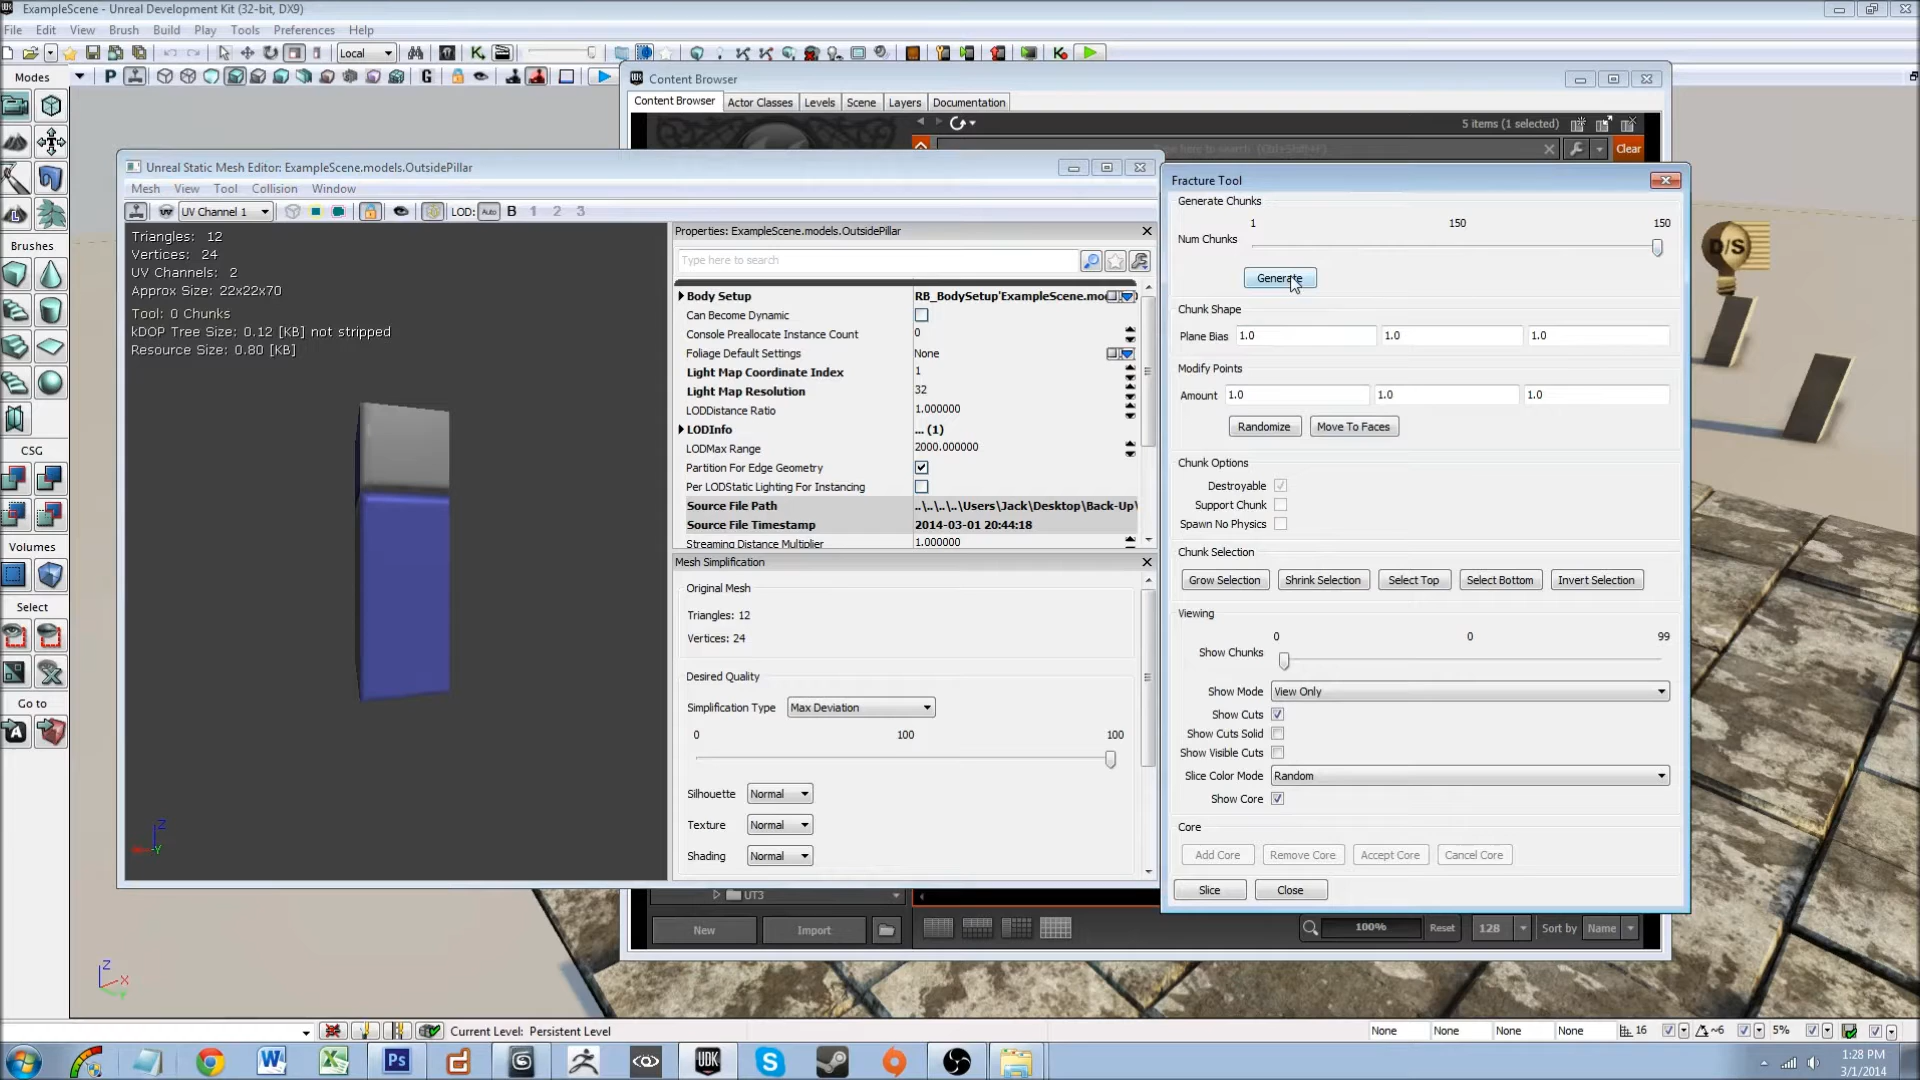 ExampleScene - Unreal Development Kit (32-bit, DX9)
File Edit View Brush Build Play Tools Preferences Help
Local
Modes
P G
Content Browser
Content Browser Actor Classes Levels Scene Layers Documentation
5 items (1 selected)
Clear
Unreal Static Mesh Editor: ExampleScene.models.OutsidePillar
Mesh View Tool Collision Window
UV Channel 1 LOD: Auto B 1 2 3
Triangles: 12
Vertices: 24
UV Channels: 2
Approx Size: 22x22x70
Tool: 0 Chunks
kDOP Tree Size: 0.12 [KB] not stripped
Resource Size: 0.80 [KB]
Properties: ExampleScene.models.OutsidePillar
Type here to search
Body Setup RB_BodySetup'ExampleScene.mo
Can Become Dynamic
Console Preallocate Instance Count 0
Foliage Default Settings None
Light Map Coordinate Index 1
Light Map Resolution 32
LODDistance Ratio 1.000000
LODInfo ... (1)
LODMax Range 2000.000000
Partition For Edge Geometry
Per LODStatic Lighting For Instancing
Source File Path ..\..\..\..\Users\Jack\Desktop\Back-Up\
Source File Timestamp 2014-03-01 20:44:18
Streaming Distance Multiplier 1.000000
Mesh Simplification
Original Mesh
Triangles: 12
Vertices: 24
Desired Quality
Simplification Type Max Deviation
0 100 100
Silhouette Normal
Texture Normal
Shading Normal
Fracture Tool
Generate Chunks
1 150 150
Num Chunks
Generate
Chunk Shape
Plane Bias 1.0 1.0 1.0
Modify Points
Amount 1.0 1.0 1.0
Randomize Move To Faces
Chunk Options
Destroyable
Support Chunk
Spawn No Physics
Chunk Selection
Grow Selection Shrink Selection Select Top Select Bottom Invert Selection
Viewing
0 0 99
Show Chunks
Show Mode View Only
Show Cuts
Show Cuts Solid
Show Visible Cuts
Slice Color Mode Random
Show Core
Core
Add Core Remove Core Accept Core Cancel Core
Slice Close
D/S
Brushes
CSG
Volumes
Select
Go to
UT3
New Import
100% Reset 128 Sort by Name
Z X Y
Current Level: Persistent Level
None None None None 16 ~6 5%
Ps UDK
1:28 PM
3/1/2014